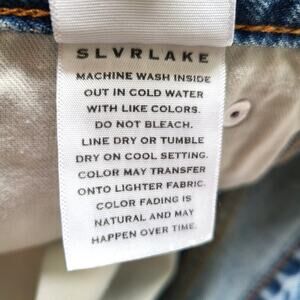 SLVRLAKE
MACHINE WASH INSIDE
OUT IN COLD WATER
WITH LIKE COLORS.
DO NOT BLEACH.
LINE DRY OR TUMBLE
DRY ON COOL SETTING.
COLOR MAY TRANSFER
ONTO LIGHTER FABRIC.
COLOR FADING IS
NATURAL AND MAY
HAPPEN OVER TIME.